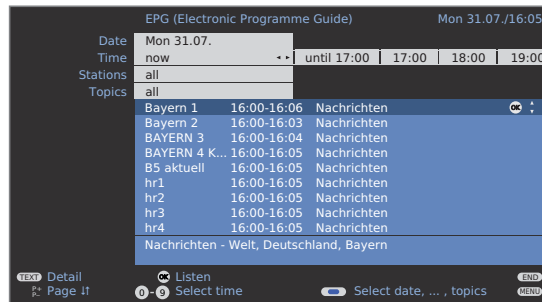 EPG (Electronic Programme Guide) Mon 31.07./16:05
Date Mon 31.07.
Time now until 17:00 17:00 18:00 19:00
Stations all
Topics all
Bayern 1 16:00-16:06 Nachrichten OK
Bayern 2 16:00-16:03 Nachrichten
BAYERN 3 16:00-16:04 Nachrichten
BAYERN 4 K... 16:00-16:05 Nachrichten
B5 aktuell 16:00-16:05 Nachrichten
hr1 16:00-16:05 Nachrichten
hr2 16:00-16:05 Nachrichten
hr3 16:00-16:05 Nachrichten
hr4 16:00-16:05 Nachrichten
Nachrichten - Welt, Deutschland, Bayern
TEXT Detail OK Listen END
P+ P– Page 0-9 Select time Select date, ... , topics MENU